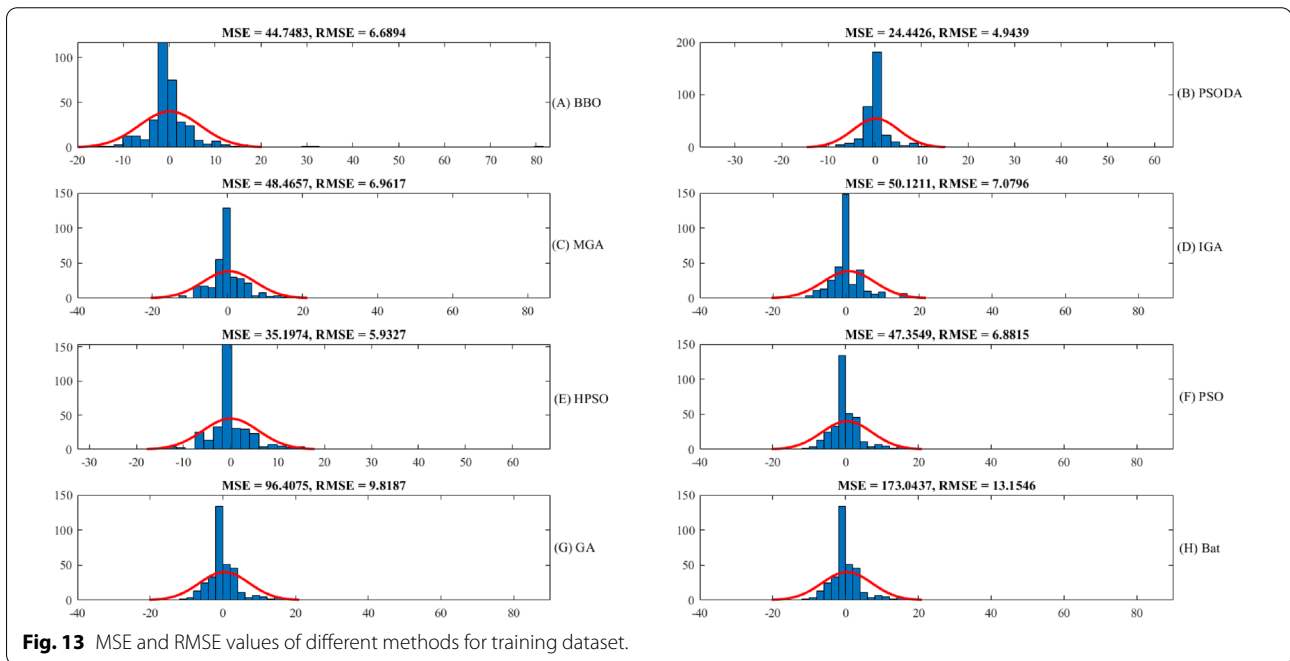 MSE = 44.7483, RMSE = 6.6894
100
50
0
-20 -10 0 10 20 30 40 50 60 70 80
(A) BBO
MSE = 24.4426, RMSE = 4.9439
200
100
0
-30 -20 -10 0 10 20 30 40 50 60
(B) PSODA
MSE = 48.4657, RMSE = 6.9617
150
100
50
0
-40 -20 0 20 40 60 80
(C) MGA
MSE = 50.1211, RMSE = 7.0796
150
100
50
0
-40 -20 0 20 40 60 80
(D) IGA
MSE = 35.1974, RMSE = 5.9327
150
100
50
0
-30 -20 -10 0 10 20 30 40 50 60
(E) HPSO
MSE = 47.3549, RMSE = 6.8815
150
100
50
0
-40 -20 0 20 40 60 80
(F) PSO
MSE = 96.4075, RMSE = 9.8187
150
100
50
0
-40 -20 0 20 40 60 80
(G) GA
MSE = 173.0437, RMSE = 13.1546
150
100
50
0
-40 -20 0 20 40 60 80
(H) Bat
Fig. 13 MSE and RMSE values of different methods for training dataset.